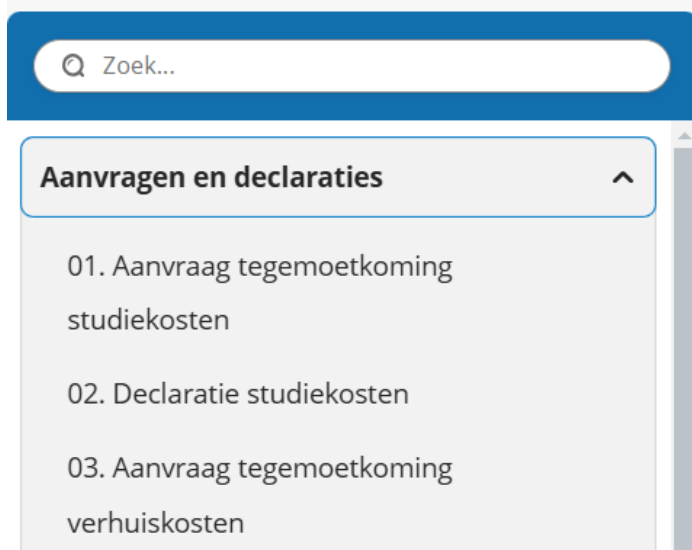 Zoek...
Aanvragen en declaraties
01. Aanvraag tegemoetkoming
studiekosten
02. Declaratie studiekosten
03. Aanvraag tegemoetkoming
verhuiskosten